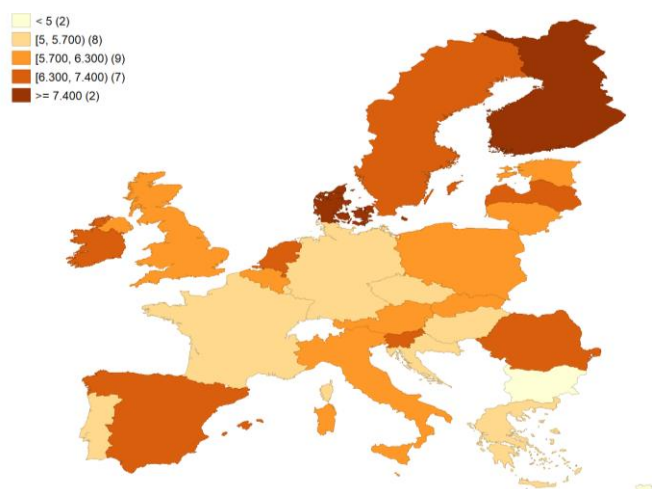 < 5 (2)
[5, 5.700) (8)
[5.700, 6.300) (9)
[6.300, 7.400) (7)
>= 7.400 (2)